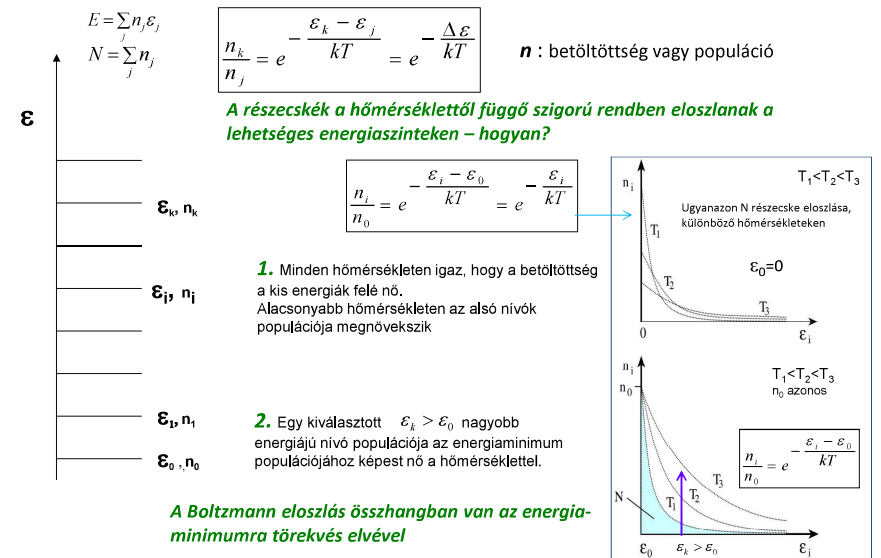 E = ∑ⱼ nⱼεⱼ
N = ∑ⱼ nⱼ
n_k / n_j = e^(−(ε_k − ε_j)/kT) = e^(−Δε/kT)
n : betöltöttség vagy populáció
A részecskék a hőmérséklettől függő szigorú rendben eloszlanak a
lehetséges energiaszinteken – hogyan?
ε
n_i / n_0 = e^(−(ε_i − ε_0)/kT) = e^(−ε_i/kT)
ε_k, n_k
ε_j, n_j
ε_1, n_1
ε_0 ,, n_0
1. Minden hőmérsékleten igaz, hogy a betöltöttség
a kis energiák felé nő.
Alacsonyabb hőmérsékleten az alsó nívók
populációja megnövekszik
2. Egy kiválasztott ε_k > ε_0 nagyobb
energiájú nívó populációja az energiaminimum
populációjához képest nő a hőmérséklettel.
A Boltzmann eloszlás összhangban van az energia-
minimumra törekvés elvével
n_i
T_1<T_2<T_3
Ugyanazon N részecske eloszlása,
különböző hőmérsékleteken
T_1
ε_0=0
T_2
T_3
0
ε_i
n_i
n_0
T_1<T_2<T_3
n_0 azonos
n_i / n_0 = e^(−(ε_i − ε_0)/kT)
T_3
T_1
T_2
N
ε_0
ε_k > ε_0
ε_i